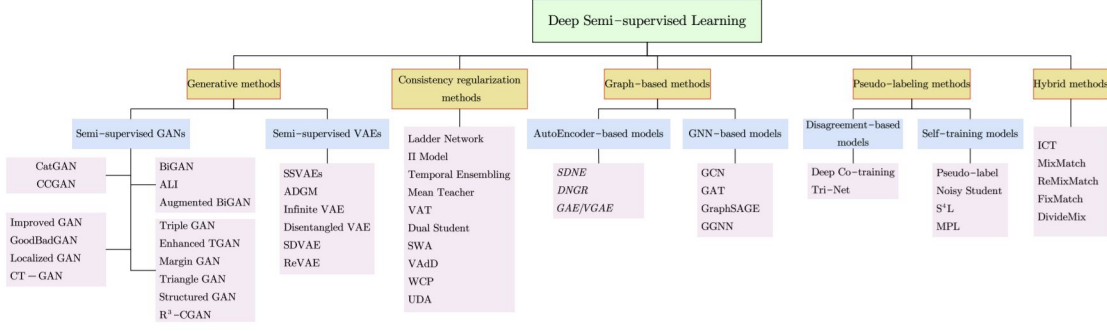 Deep Semi-supervised Learning
Generative methods
Consistency regularization
methods
Graph-based methods
Pseudo-labeling methods
Hybrid methods
Semi-supervised GANs
Semi-supervised VAEs
AutoEncoder-based models
GNN-based models
Disagreement-based
models
Self-training models
CatGAN
CCGAN
BiGAN
ALI
Augmented BiGAN
Improved GAN
GoodBadGAN
Localized GAN
CT-GAN
Triple GAN
Enhanced TGAN
Margin GAN
Triangle GAN
Structured GAN
R³-CGAN
SSVAEs
ADGM
Infinite VAE
Disentangled VAE
SDVAE
ReVAE
Ladder Network
Π Model
Temporal Ensembling
Mean Teacher
VAT
Dual Student
SWA
VAdD
WCP
UDA
SDNE
DNGR
GAE/VGAE
GCN
GAT
GraphSAGE
GGNN
Deep Co-training
Tri-Net
Pseudo-label
Noisy Student
S⁴L
MPL
ICT
MixMatch
ReMixMatch
FixMatch
DivideMix